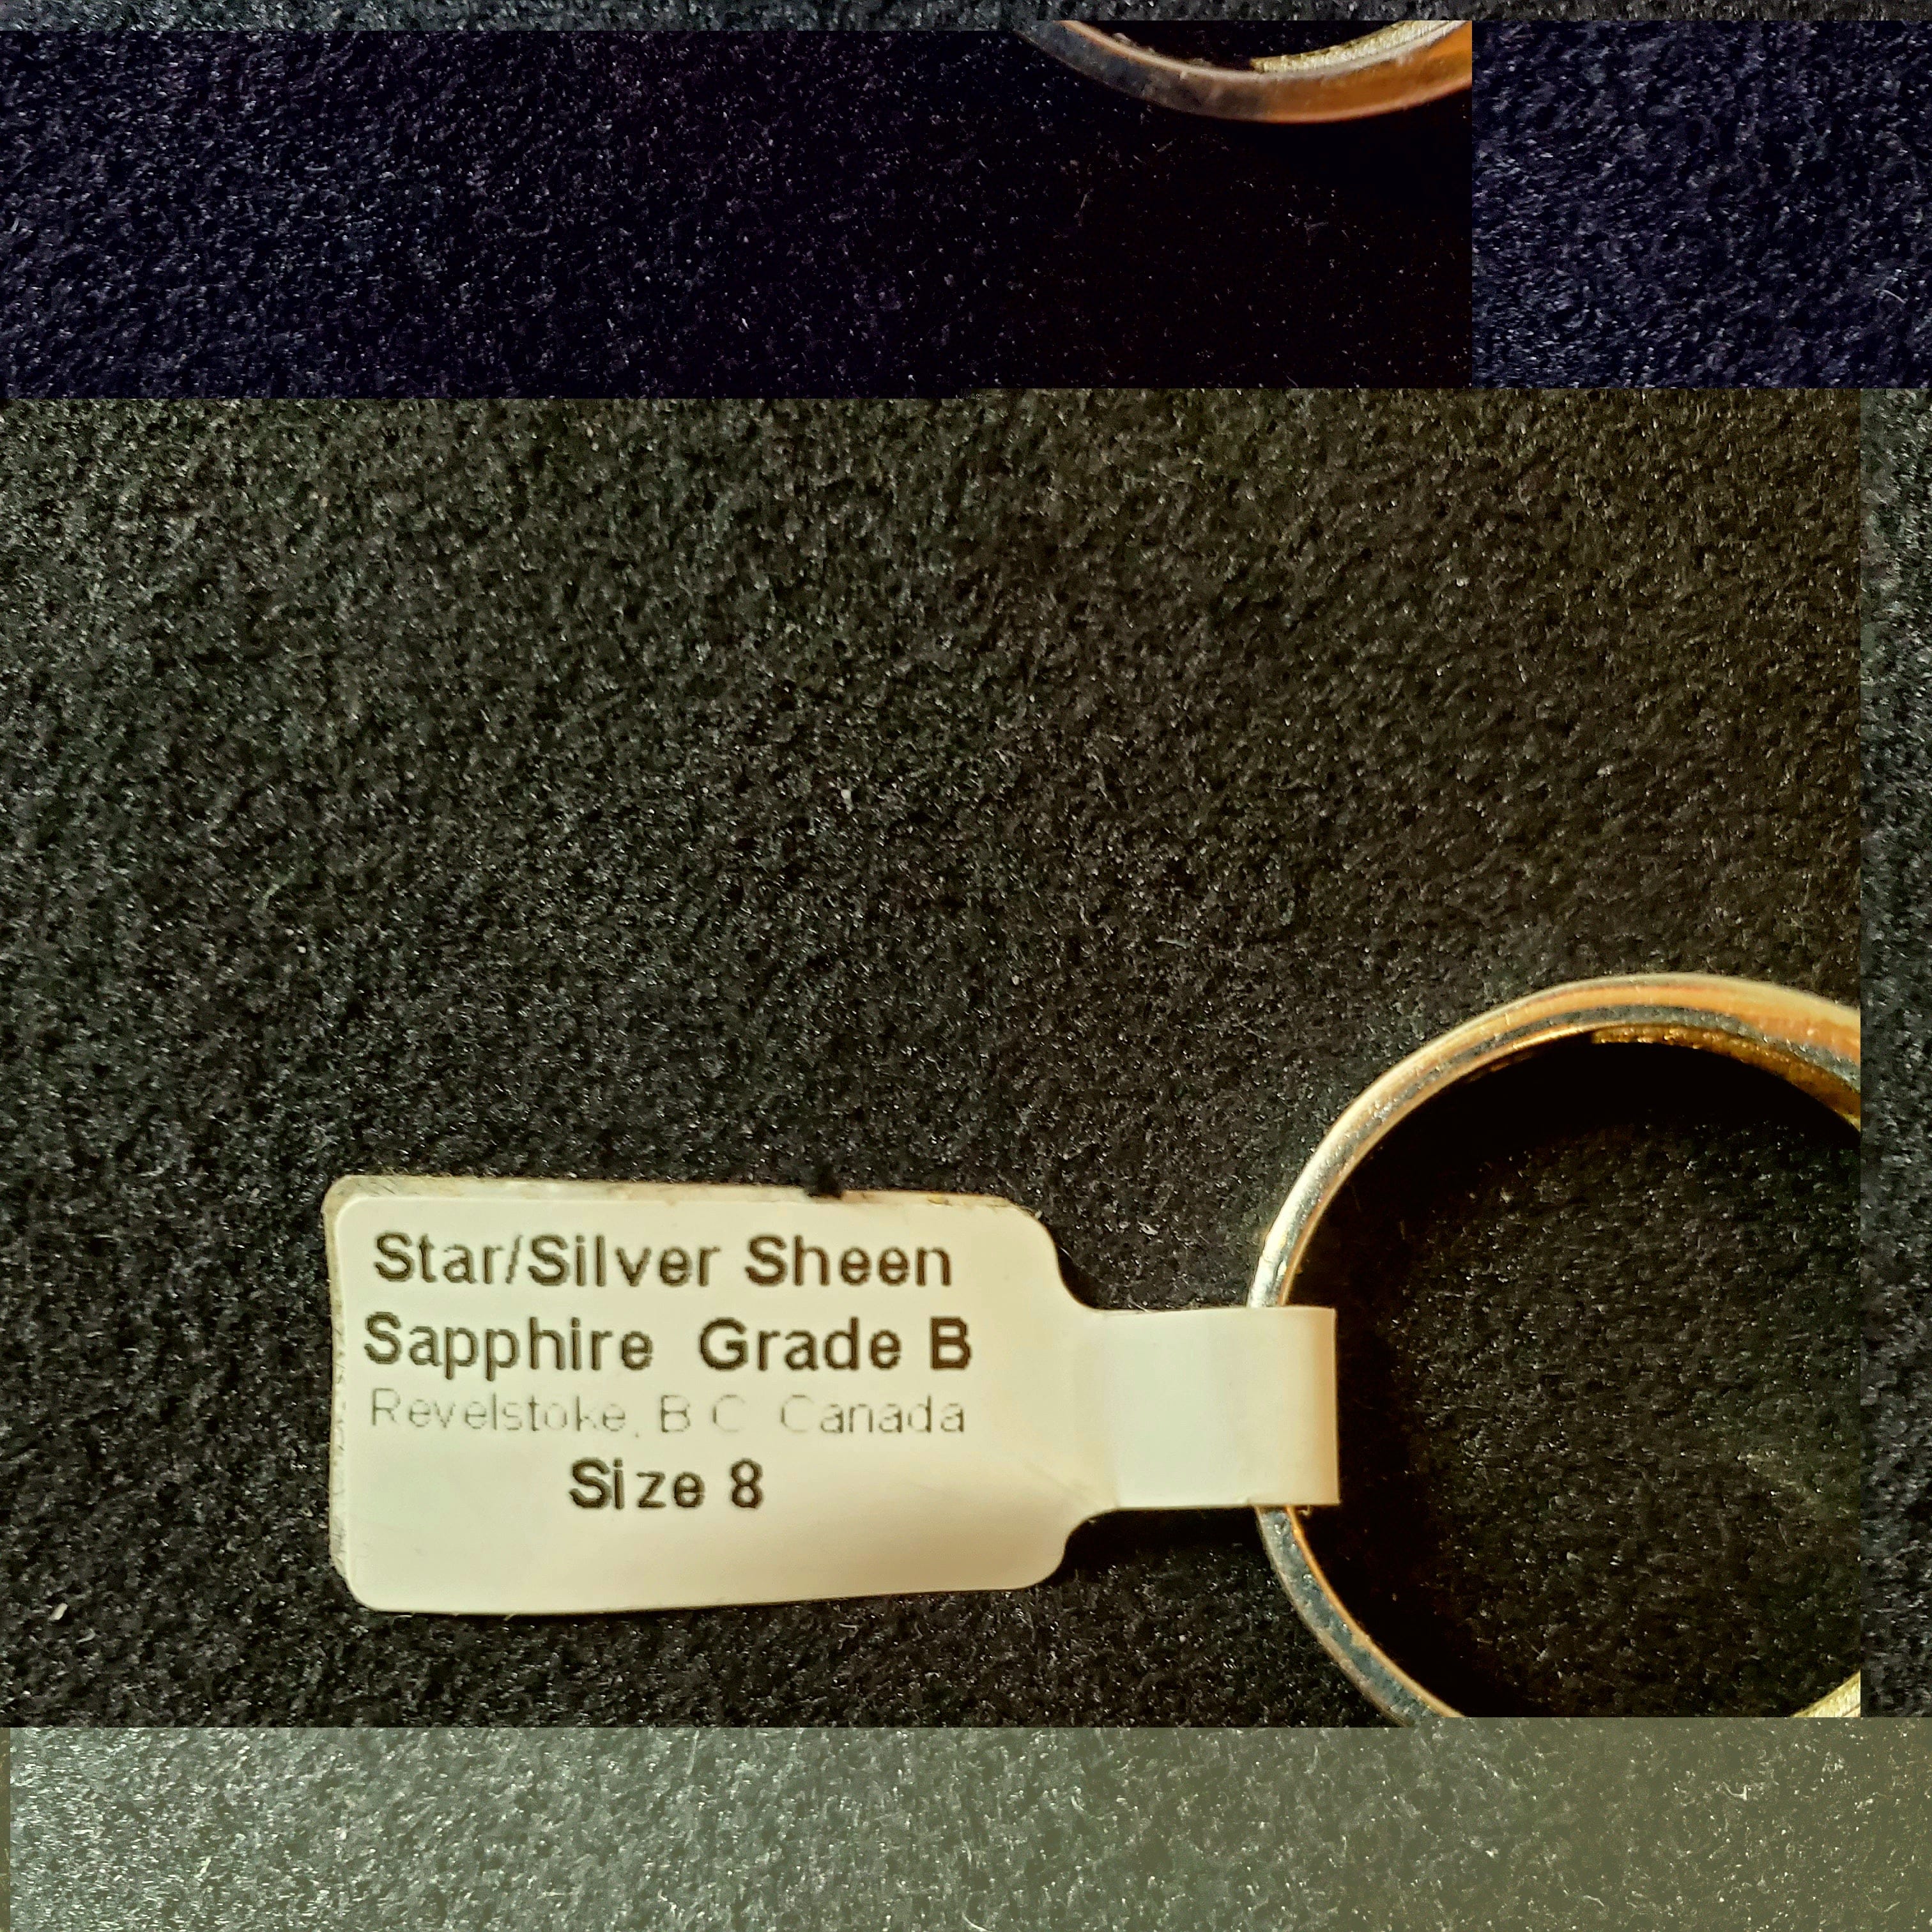 Star/Silver Sheen
Sapphire Grade B
Revelstoke, B C Canada
Size 8